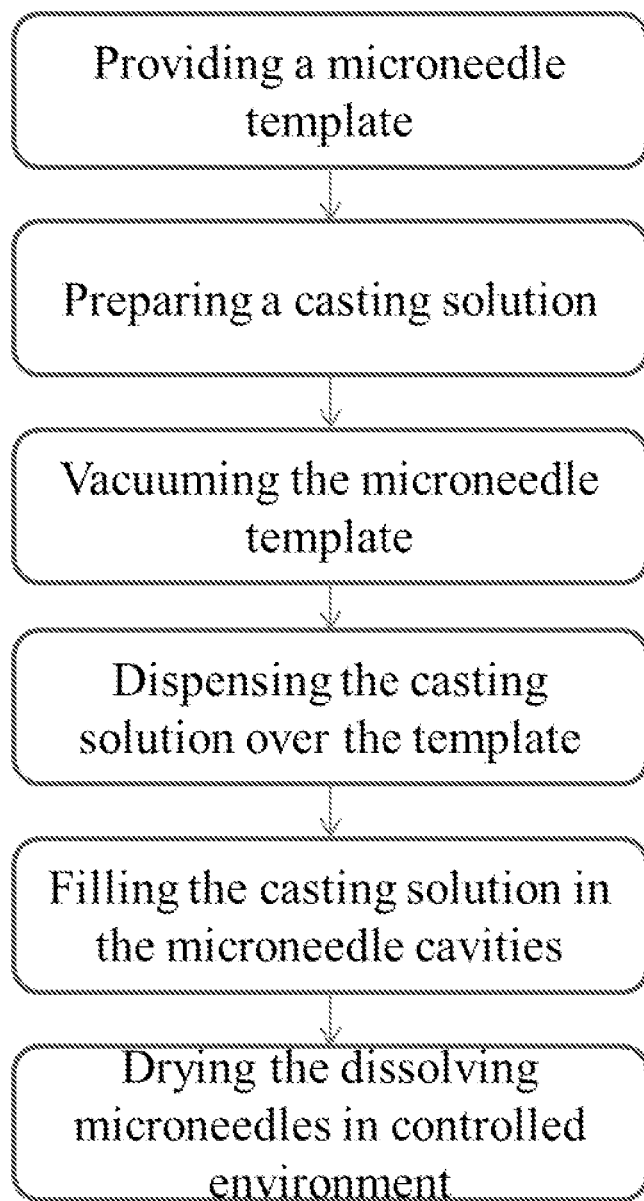 Providing a microneedle
template
Preparing a casting solution
Vacuuming the microneedle
template
Dispensing the casting
solution over the template
Filling the casting solution in
the microneedle cavities
Drying the dissolving
microneedles in controlled
environment